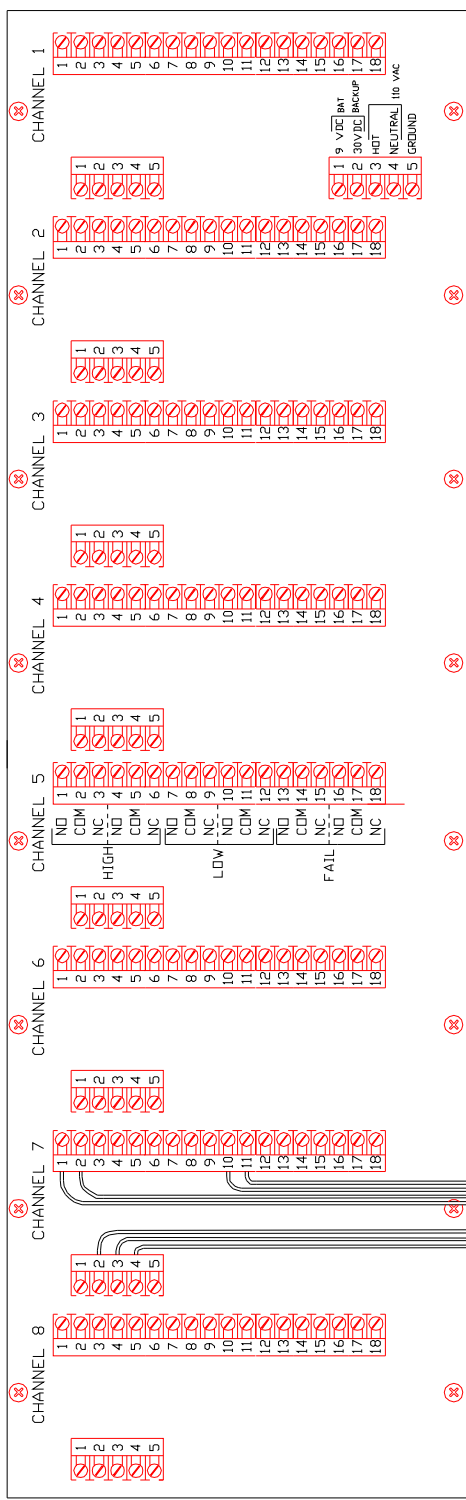 CHANNEL 1
1 2 3 4 5 6 7 8 9 10 11 12 13 14 15 16 17 18
1 2 3 4 5
1 9 VDC BAT
2 30VDC BACKUP
3 HOT
4 NEUTRAL
110 VAC
5 GROUND
CHANNEL 2
1 2 3 4 5 6 7 8 9 10 11 12 13 14 15 16 17 18
1 2 3 4 5
CHANNEL 3
1 2 3 4 5 6 7 8 9 10 11 12 13 14 15 16 17 18
1 2 3 4 5
CHANNEL 4
1 2 3 4 5 6 7 8 9 10 11 12 13 14 15 16 17 18
1 2 3 4 5
CHANNEL 5
1 2 3 4 5 6 7 8 9 10 11 12 13 14 15 16 17 18
NO COM NC NO COM NC NO COM NC NO COM NC NO COM NC NO COM NC
HIGH LOW FAIL
1 2 3 4 5
CHANNEL 6
1 2 3 4 5 6 7 8 9 10 11 12 13 14 15 16 17 18
1 2 3 4 5
CHANNEL 7
1 2 3 4 5 6 7 8 9 10 11 12 13 14 15 16 17 18
1 2 3 4 5
CHANNEL 8
1 2 3 4 5 6 7 8 9 10 11 12 13 14 15 16 17 18
1 2 3 4 5